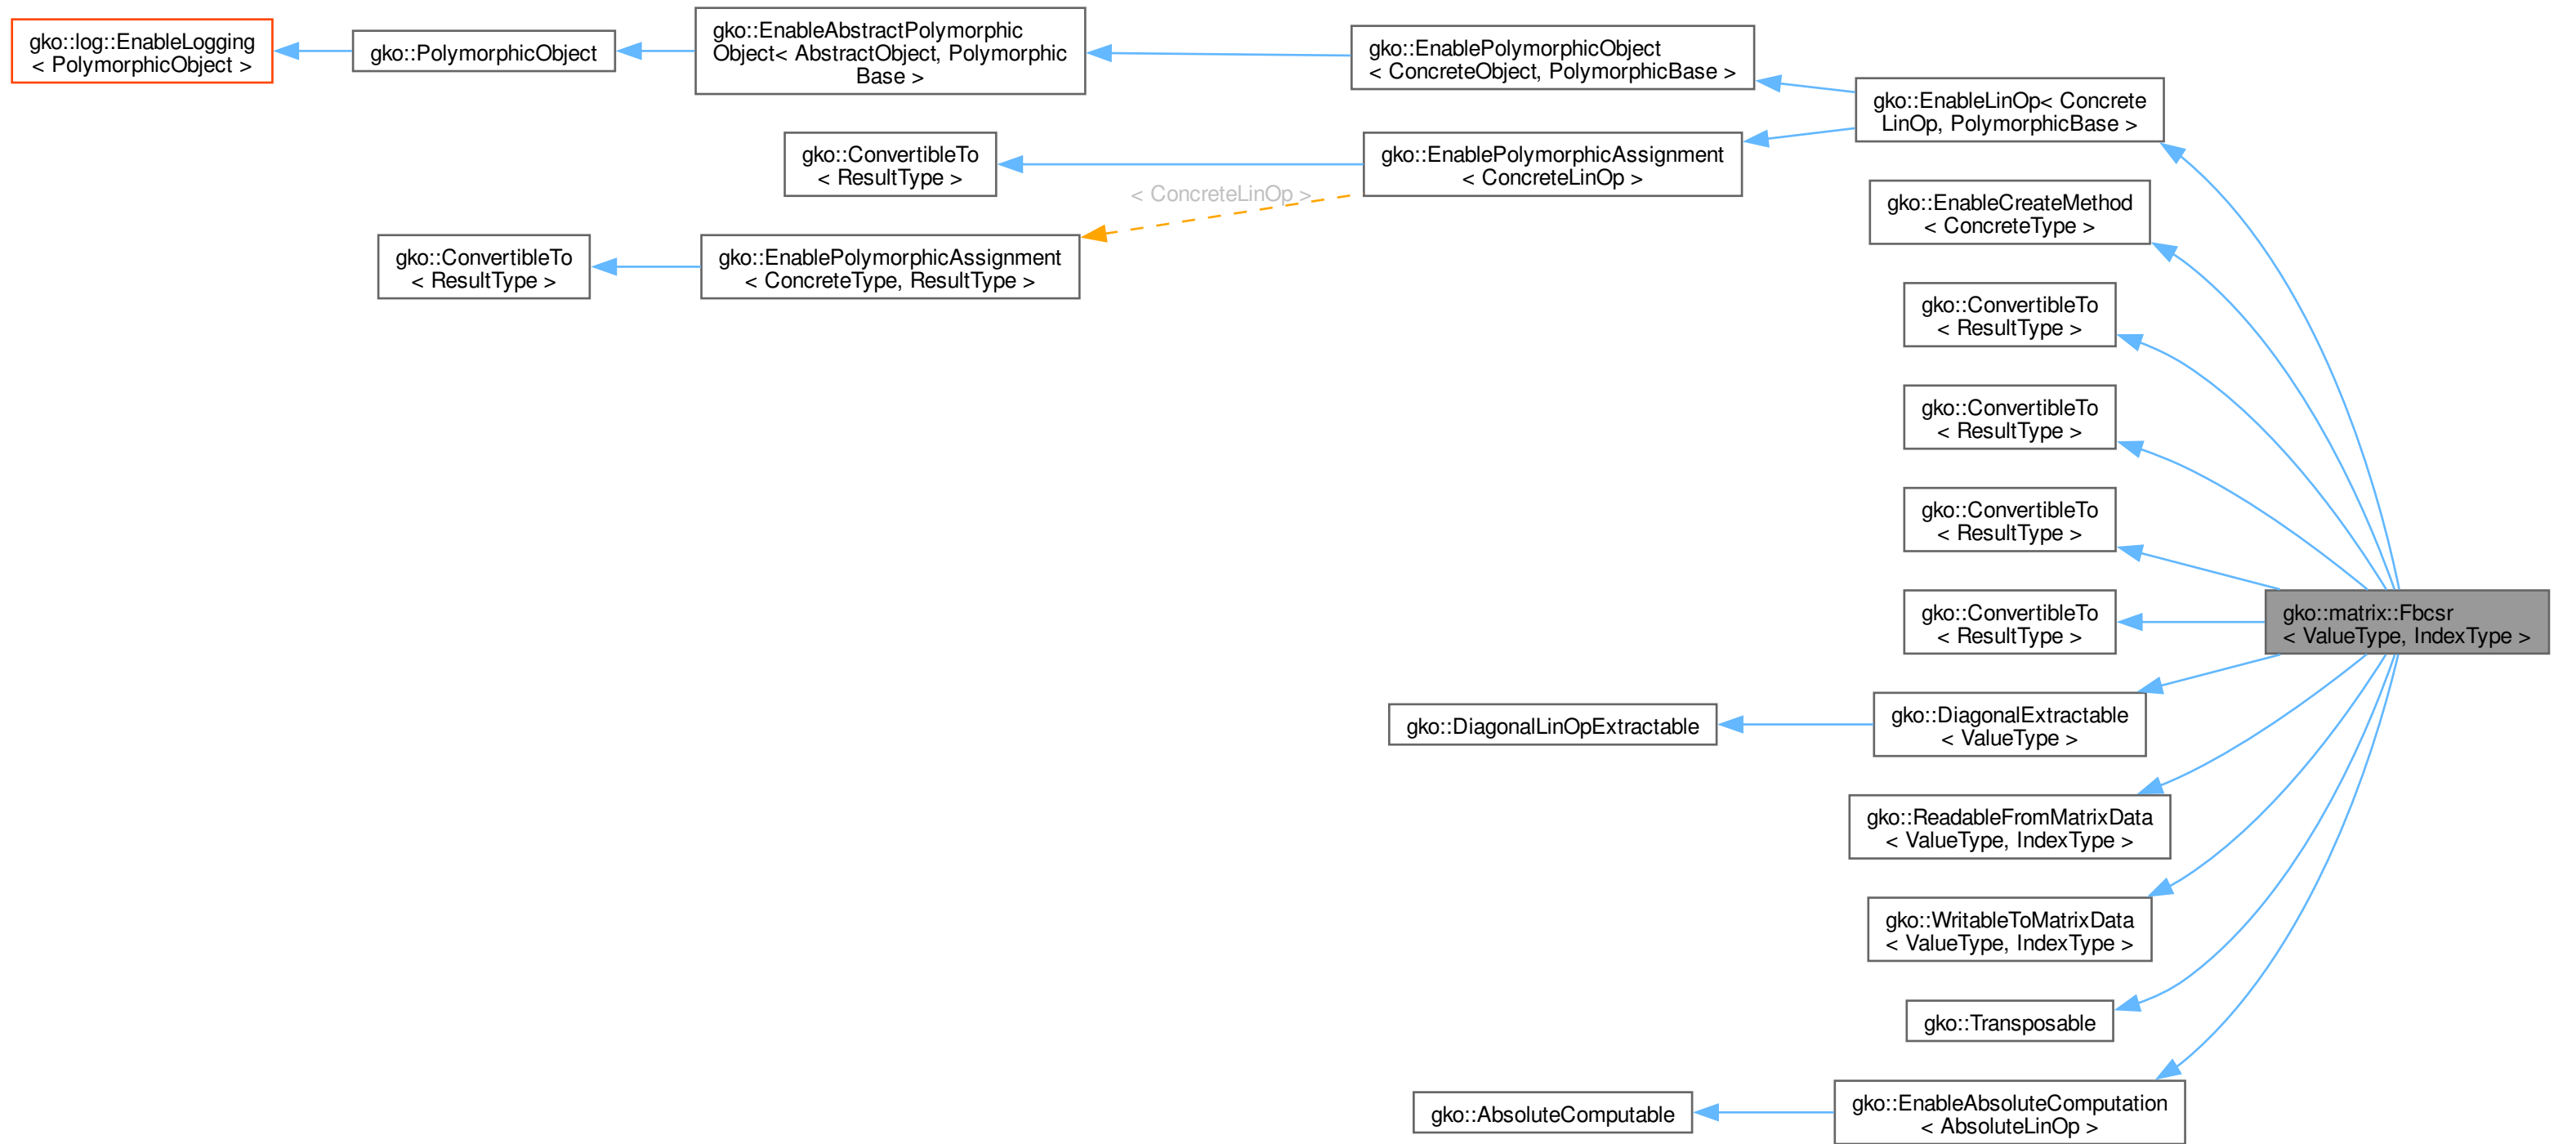 gko::log::EnableLogging
< PolymorphicObject >
gko::PolymorphicObject
gko::EnableAbstractPolymorphic
Object< AbstractObject, Polymorphic
Base >
gko::EnablePolymorphicObject
< ConcreteObject, PolymorphicBase >
gko::EnableLinOp< Concrete
LinOp, PolymorphicBase >
gko::ConvertibleTo
< ResultType >
gko::EnablePolymorphicAssignment
< ConcreteLinOp >
< ConcreteLinOp >
gko::EnableCreateMethod
< ConcreteType >
gko::ConvertibleTo
< ResultType >
gko::EnablePolymorphicAssignment
< ConcreteType, ResultType >
gko::ConvertibleTo
< ResultType >
gko::ConvertibleTo
< ResultType >
gko::ConvertibleTo
< ResultType >
gko::ConvertibleTo
< ResultType >
gko::matrix::Fbcsr
< ValueType, IndexType >
gko::DiagonalLinOpExtractable
gko::DiagonalExtractable
< ValueType >
gko::ReadableFromMatrixData
< ValueType, IndexType >
gko::WritableToMatrixData
< ValueType, IndexType >
gko::Transposable
gko::AbsoluteComputable
gko::EnableAbsoluteComputation
< AbsoluteLinOp >